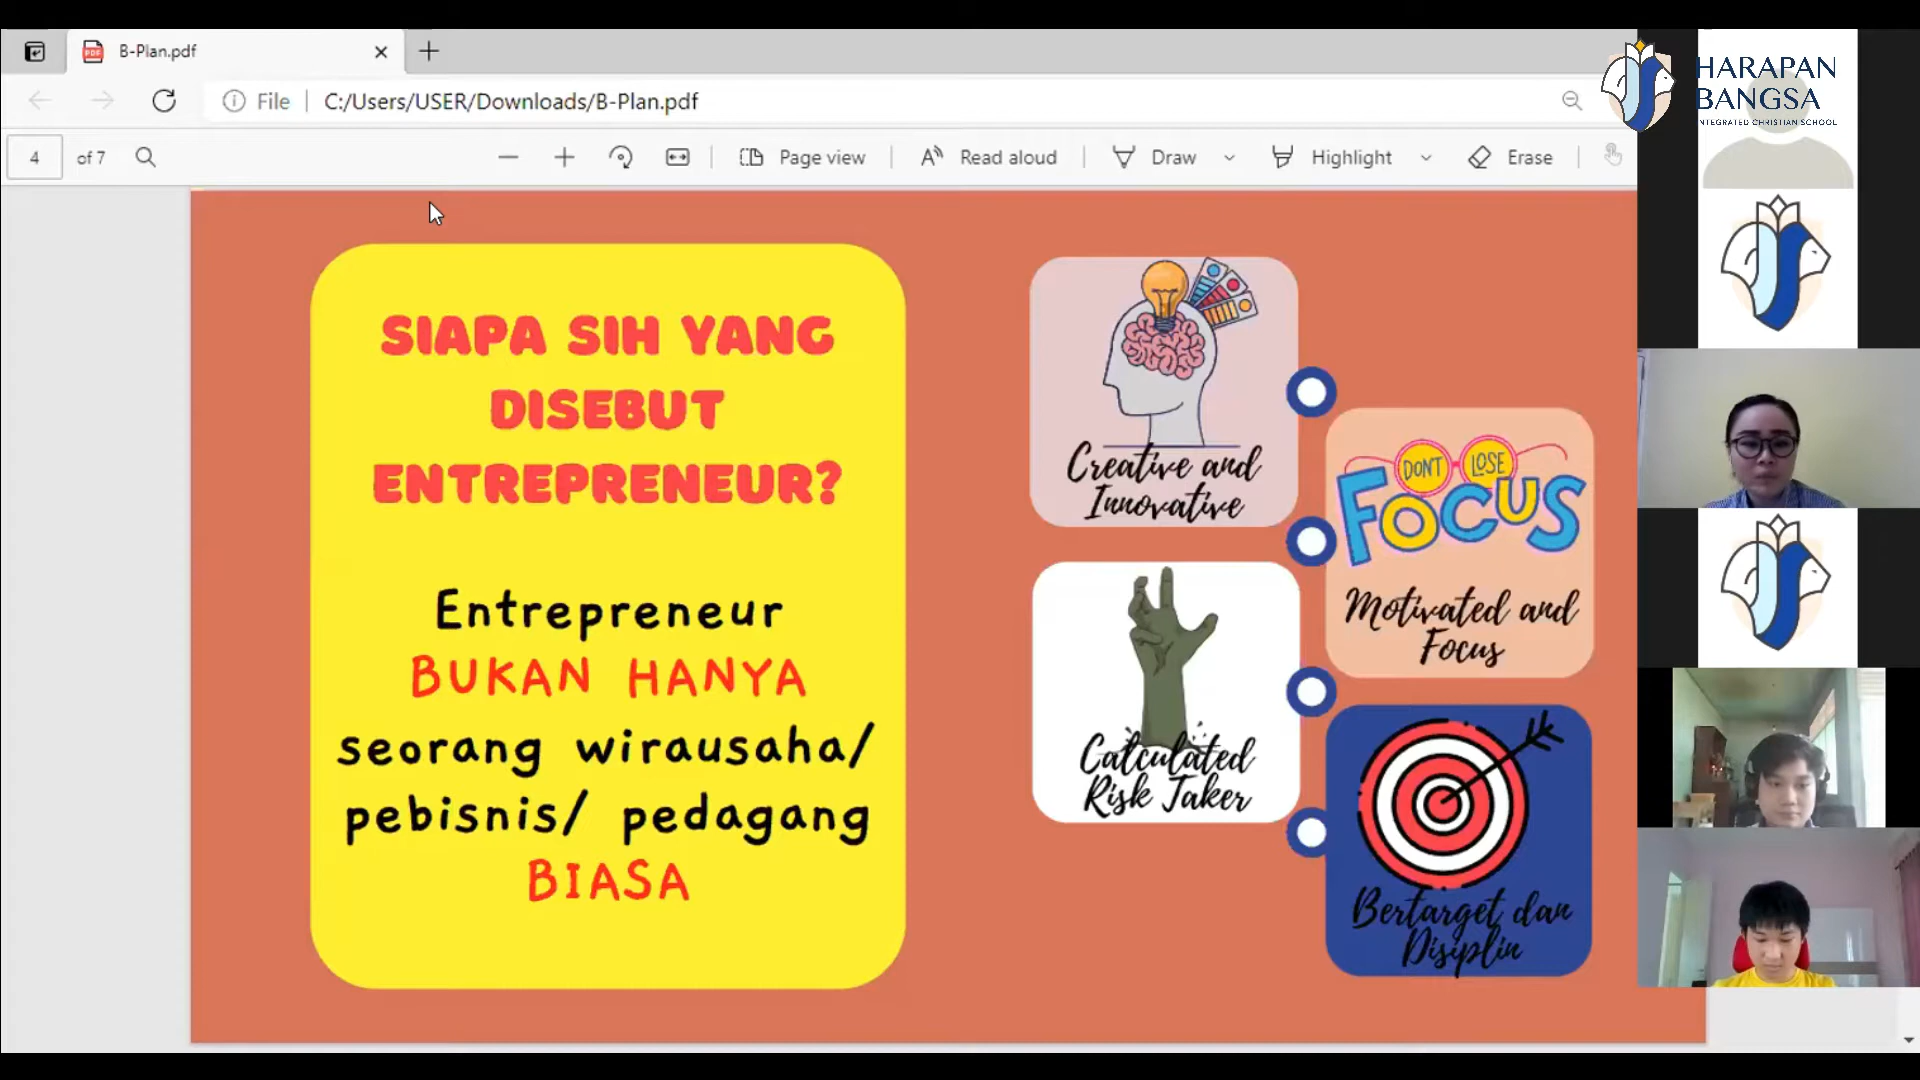 B-Plan.pdf
File
C:/Users/USER/Downloads/B-Plan.pdf
HARAPAN
BANGSA
INTEGRATED CHRISTIAN SCHOOL
4 of 7
Page view
Read aloud
Draw
Highlight
Erase
SIAPA SIH YANG
DISEBUT
ENTREPRENEUR?
Entrepreneur
BUKAN HANYA
seorang wirausaha/
pebisnis/ pedagang
BIASA
Creative and
Innovative
DON'T LOSE
FOCUS
Motivated and
Focus
Calculated
Risk Taker
Bertarget dan
Disiplin